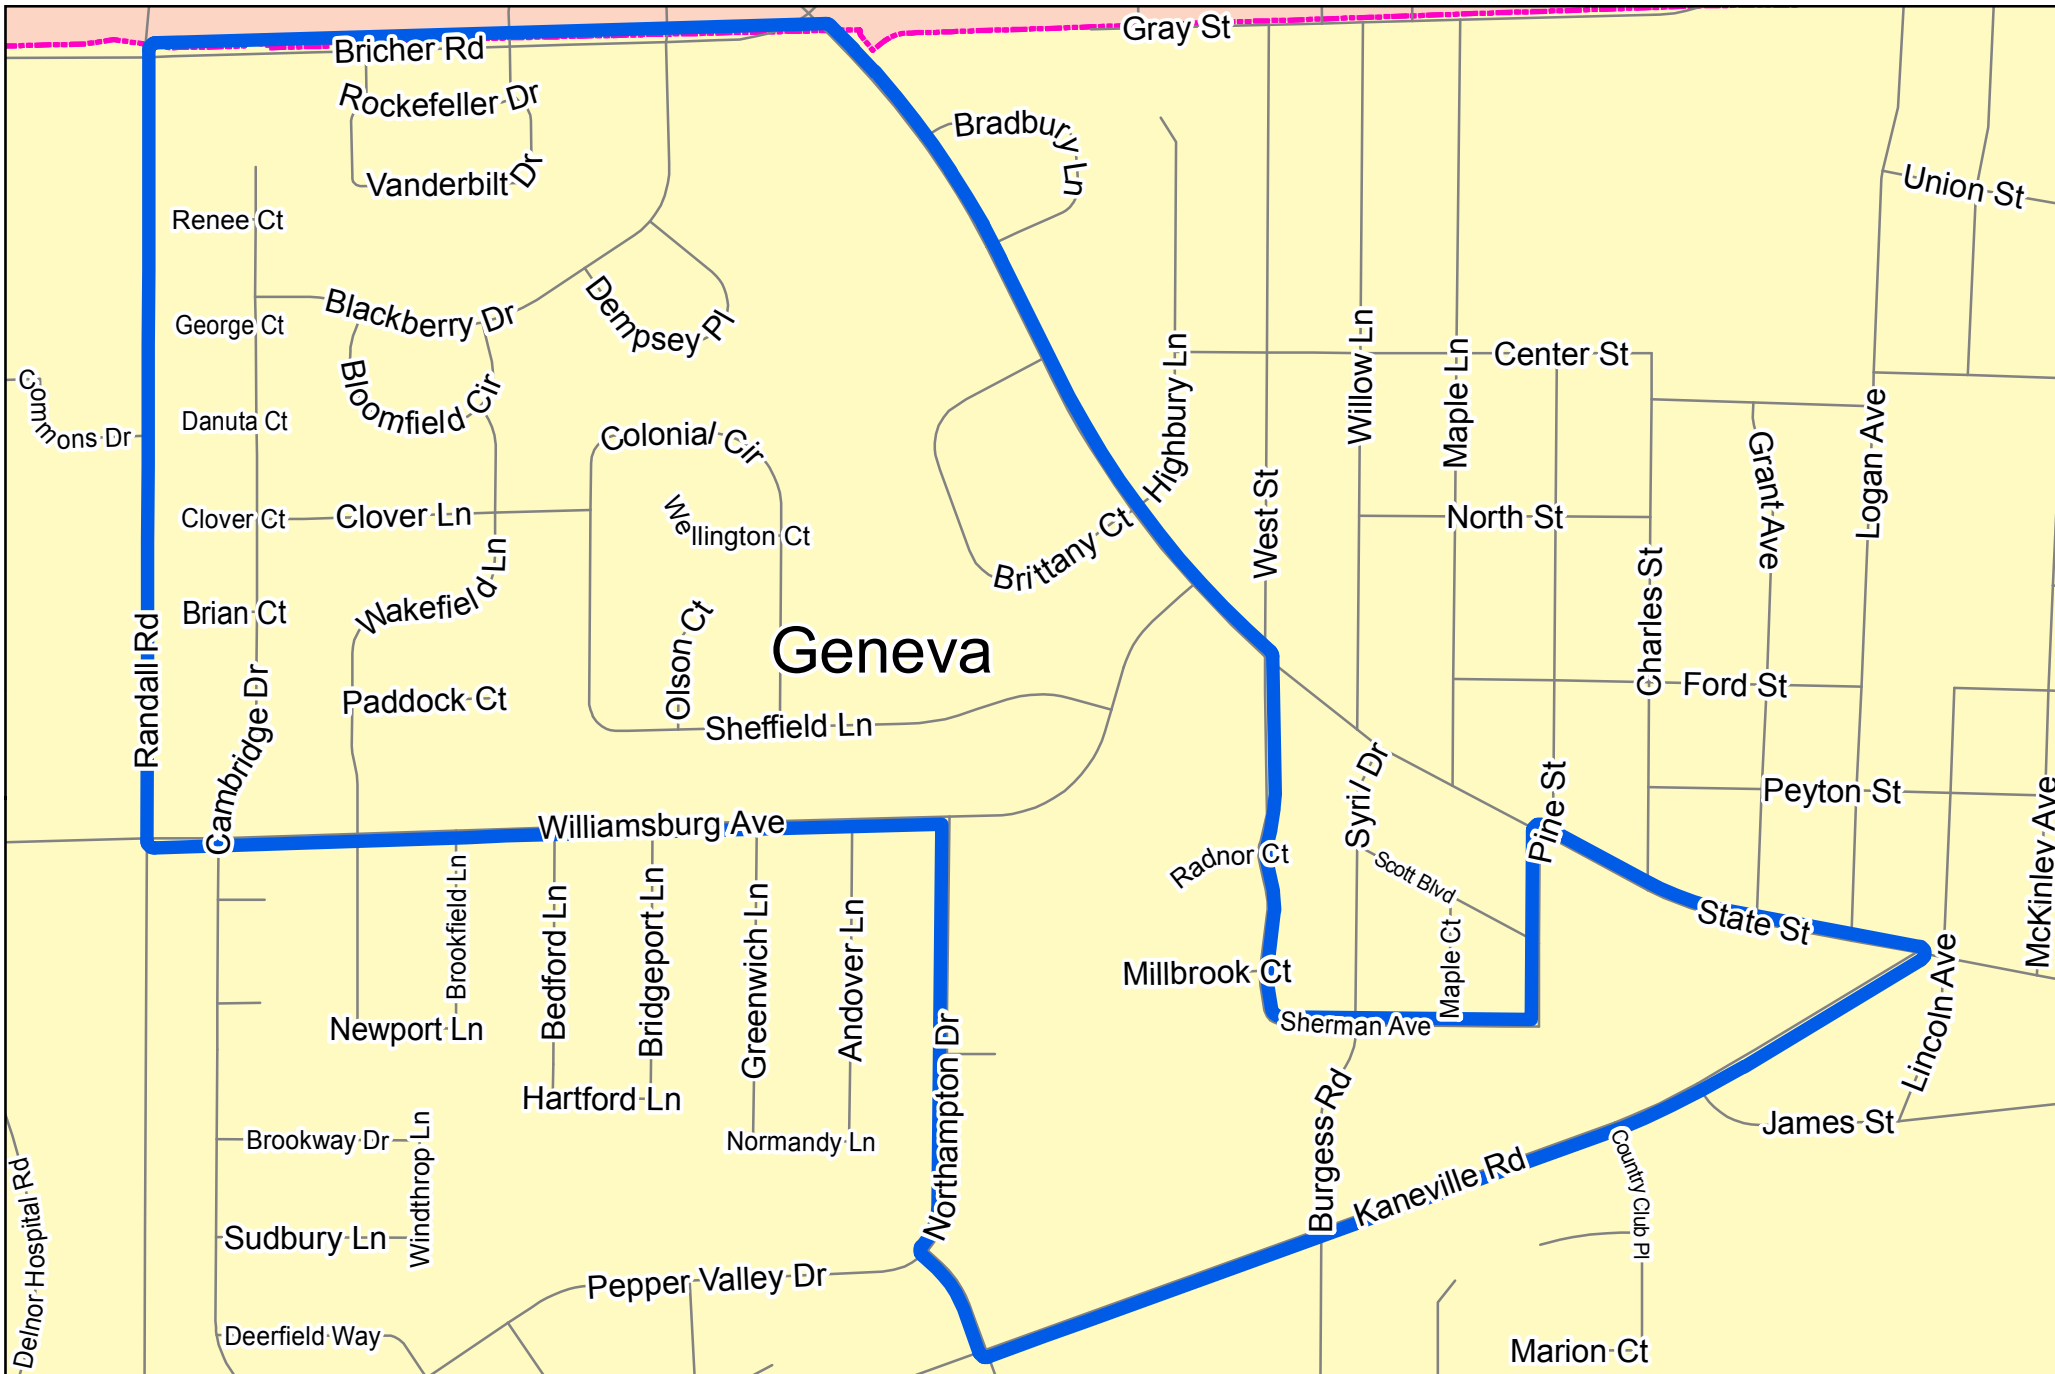 Gray St
Bricher Rd
Rockefeller Dr
Bradbury Ln
Vanderbilt Dr
Union St
Renee Ct
Blackberry Dr
Dempsey Pl
George Ct
Highbury Ln
Willow Ln
Maple Ln
Center St
Commons Dr
Bloomfield Cir
Danuta Ct
Colonial Cir
Grant Ave
Logan Ave
West St
Clover Ct
Clover Ln
Wellington Ct
Brittany Ct
North St
Charles St
Wakefield Ln
Brian Ct
Olson Ct
Geneva
Randall Rd
Cambridge Dr
Paddock Ct
Sheffield Ln
Ford St
Syril Dr
Pine St
Peyton St
McKinley Ave
Williamsburg Ave
Radnor Ct
Scott Blvd
Brookfield Ln
Bedford Ln
Bridgeport Ln
Greenwich Ln
Andover Ln
State St
Maple Ct
Millbrook Ct
Lincoln Ave
Newport Ln
Sherman Ave
Northampton Dr
Hartford Ln
Burgess Rd
James St
Brookway Dr
Windthrop Ln
Normandy Ln
Kaneville Rd
Country Club Pl
Delnor Hospital Rd
Sudbury Ln
Pepper Valley Dr
Deerfield Way
Marion Ct